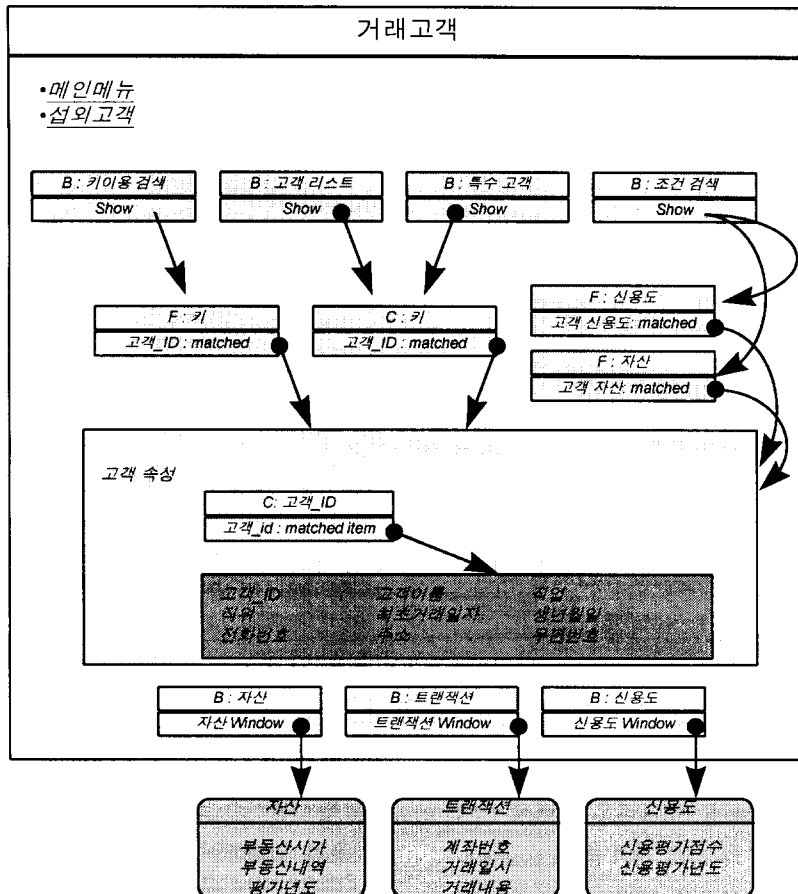 거래고객
•메인메뉴
•섭외고객
B : 키이용 검색
Show
B : 고객 리스트
Show
B : 특수 고객
Show
B : 조건 검색
Show
F : 키
고객_ID : matched
C : 키
고객_ID : matched
F : 신용도
고객 신용도: matched
F : 자산
고객 자산: matched
고객 속성
C: 고객_ID
고객_id : matched item
고객_ID 고객이름 직업
직위 최초거래일자 생년월일
전화번호 주소 우편번호
B : 자산
자산 Window
B : 트랜잭션
트랜잭션 Window
B : 신용도
신용도 Window
자산
부동산시가
부동산내역
평가년도
트랜잭션
계좌번호
거래일시
거래내용
신용도
신용평가점수
신용평가년도